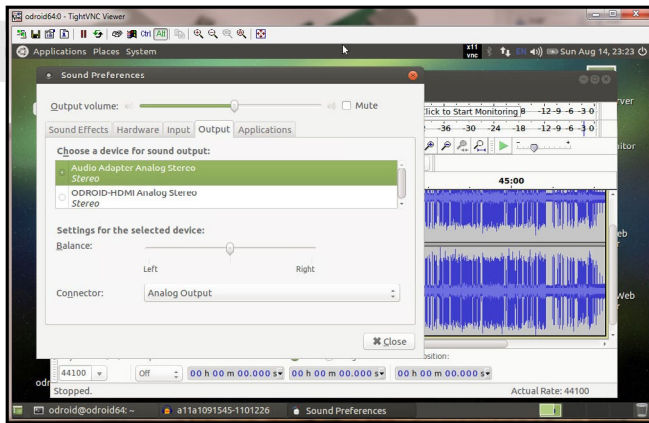 odroid64:0 - TightVNC Viewer
Ctrl Alt
Applications Places System
x11
vnc
EN
Sun Aug 14, 23:23
Sound Preferences
Output volume:
Mute
Click to Start Monitoring 8 -12 -9 -6 -3 0
Sound Effects Hardware Input Output Applications
-36 -30 -24 -18 -12 -9 -6 -3 0
Choose a device for sound output:
Audio Adapter Analog Stereo
Stereo
45:00
ODROID-HDMI Analog Stereo
Stereo
Settings for the selected device:
Balance:
Left Right
Connector: Analog Output
Close
44100 Off 00 h 00 m 00.000 s 00 h 00 m 00.000 s 00 h 00 m 00.000 s
Stopped. Actual Rate: 44100
odroid@odroid64: ~ a11a1091545-1101226 Sound Preferences